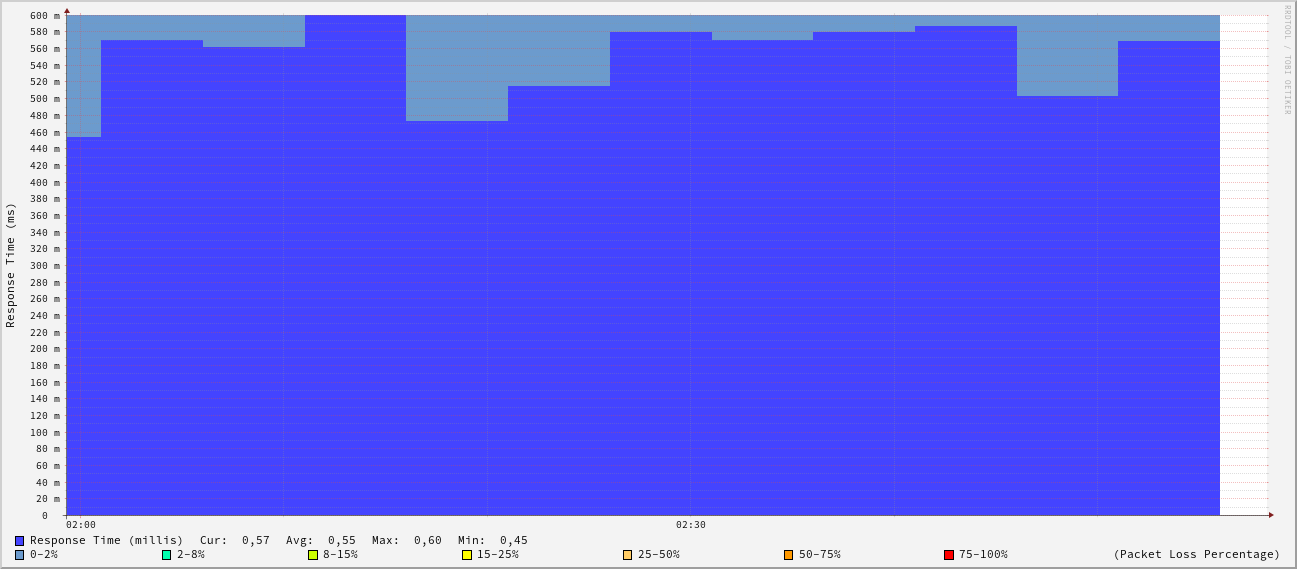 RRDTOOL / TOBI OETIKER
Response Time (ms)
600 m
580 m
560 m
540 m
520 m
500 m
480 m
460 m
440 m
420 m
400 m
380 m
360 m
340 m
320 m
300 m
280 m
260 m
240 m
220 m
200 m
180 m
160 m
140 m
120 m
100 m
80 m
60 m
40 m
20 m
0
02:00 02:30
Response Time (millis) Cur: 0,57 Avg: 0,55 Max: 0,60 Min: 0,45
0-2% 2-8% 8-15% 15-25% 25-50% 50-75% 75-100% (Packet Loss Percentage)